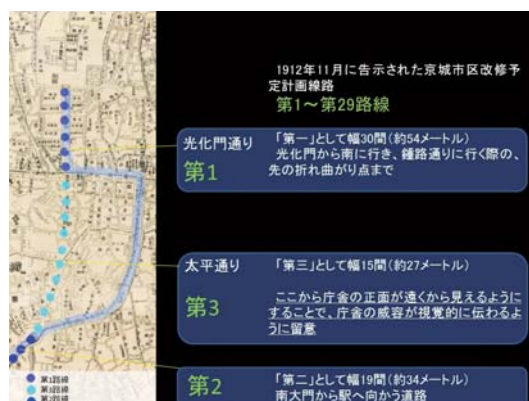 1912年11月に告示された京城市区改修予
定計画線路
第1～第29路線
光化門通り
第1
「第一」として幅30間(約54メートル)
光化門から南に行き、鍾路通りに行く際の、
先の折れ曲がり点まで
太平通り
第3
「第三」として幅15間(約27メートル)
ここから庁舎の正面が遠くから見えるように
することで、庁舎の威容が視覚的に伝わるよ
うに留意
第2
「第二」として幅19間(約34メートル)
南大門から駅へ向かう道路
第1路線
第3路線